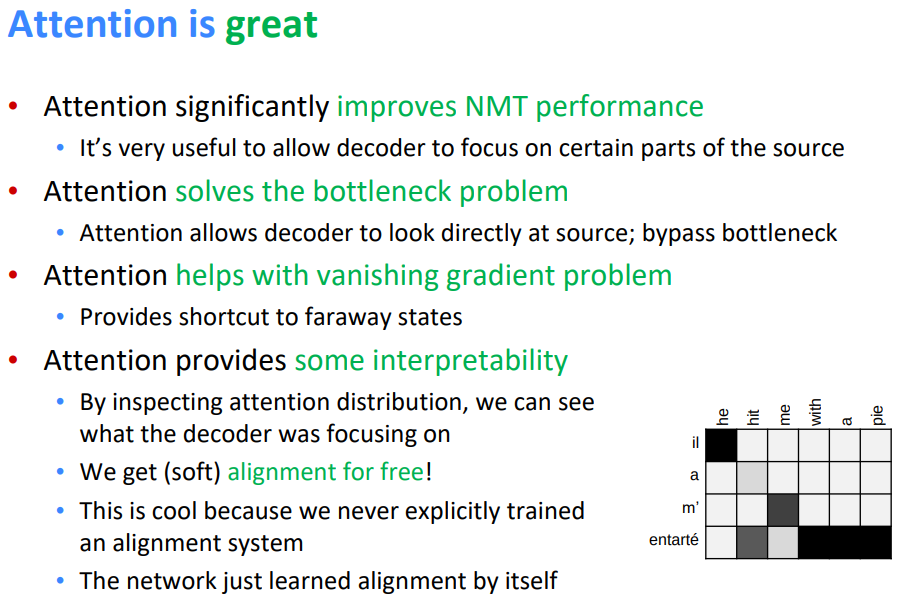 Attention is great
• Attention significantly improves NMT performance
• It’s very useful to allow decoder to focus on certain parts of the source
• Attention solves the bottleneck problem
• Attention allows decoder to look directly at source; bypass bottleneck
• Attention helps with vanishing gradient problem
• Provides shortcut to faraway states
• Attention provides some interpretability
• By inspecting attention distribution, we can see
what the decoder was focusing on
• We get (soft) alignment for free!
• This is cool because we never explicitly trained
an alignment system
• The network just learned alignment by itself
he hit me with a pie
il
a
m’
entarté